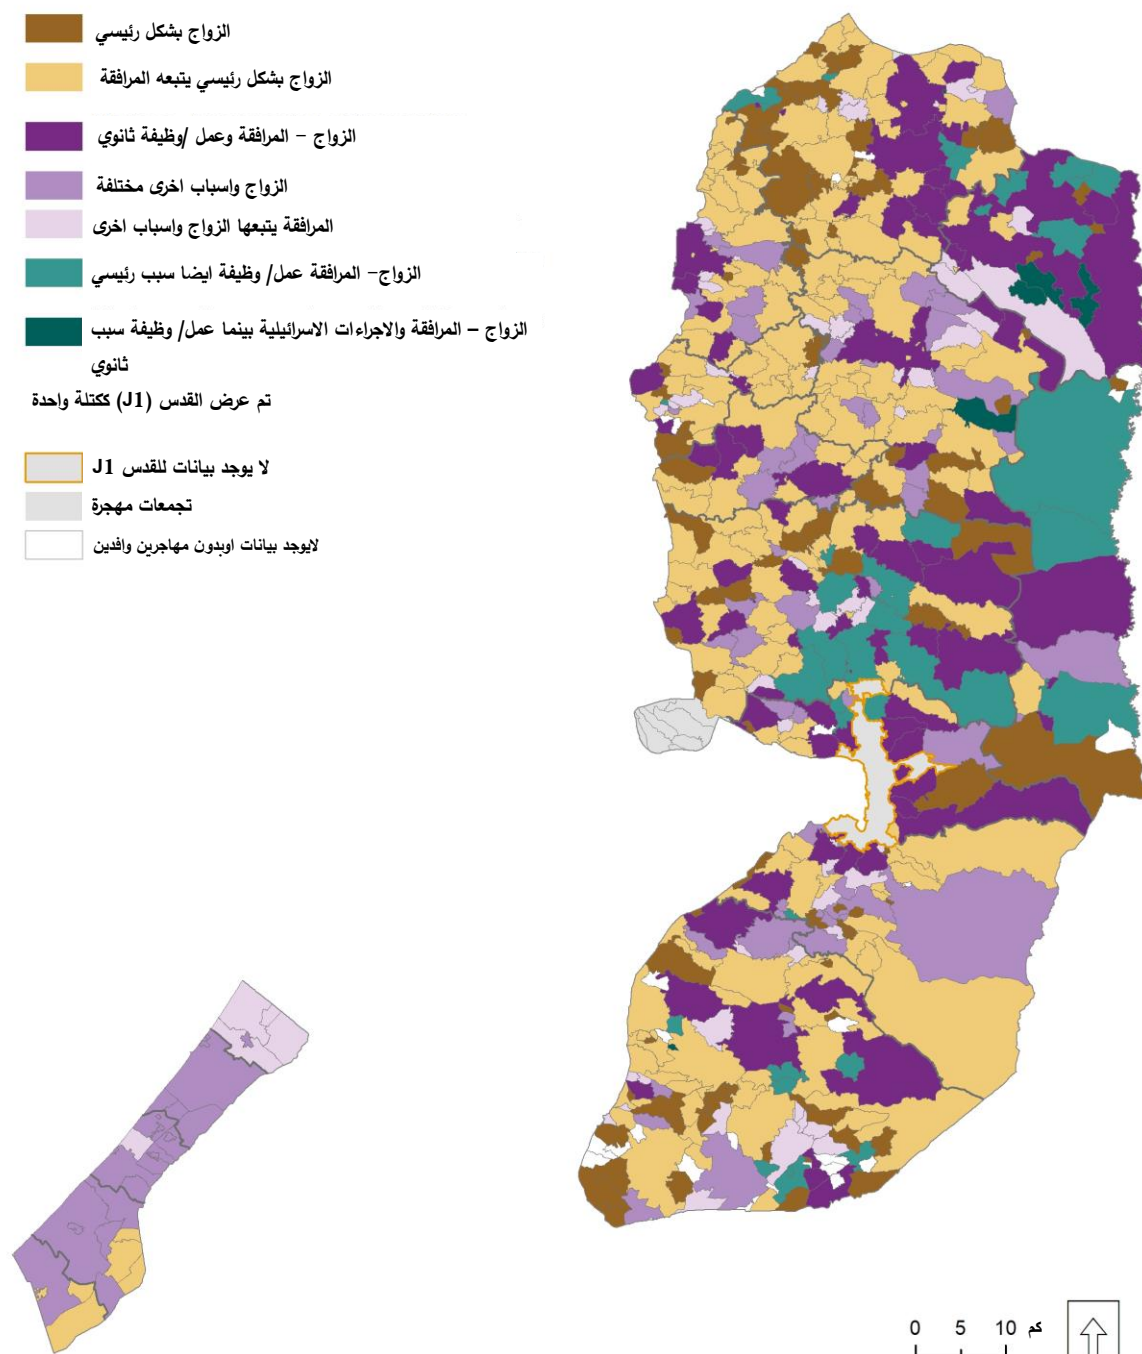 الزواج بشكل رئيسي
الزواج بشكل رئيسي يتبعه المرافقة
الزواج - المرافقة وعمل /وظيفة ثانوي
الزواج واسباب اخرى مختلفة
المرافقة يتبعها الزواج واسباب اخرى
الزواج- المرافقة عمل/ وظيفة ايضا سبب رئيسي
الزواج – المرافقة والاجراءات الاسرائيلية بينما عمل/ وظيفة سبب
ثانوي
تم عرض القدس (J1) ككتلة واحدة
لا يوجد بيانات للقدس J1
تجمعات مهجرة
لايوجد بيانات اوبدون مهاجرين وافدين
0 5 10 كم